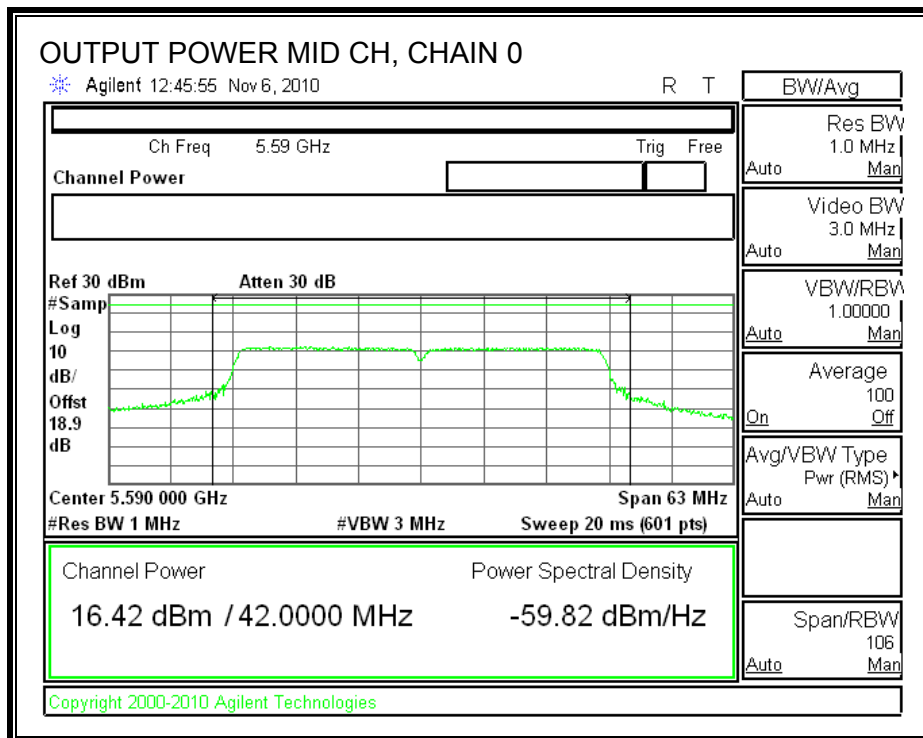 OUTPUT POWER MID CH, CHAIN 0
Agilent 12:45:55 Nov 6, 2010 R T
BW/Avg
Ch Freq 5.59 GHz Trig Free
Channel Power
Res BW
1.0 MHz
Auto Man
Video BW
3.0 MHz
Auto Man
VBW/RBW
1.00000
Auto Man
Average
100
On Off
Avg/VBW Type
Pwr (RMS)
Auto Man
Span/RBW
106
Auto Man
Ref 30 dBm Atten 30 dB
#Samp
Log
10
dB/
Offst
18.9
dB
Center 5.590 000 GHz Span 63 MHz
#Res BW 1 MHz #VBW 3 MHz Sweep 20 ms (601 pts)
Channel Power Power Spectral Density
16.42 dBm / 42.0000 MHz -59.82 dBm/Hz
Copyright 2000-2010 Agilent Technologies